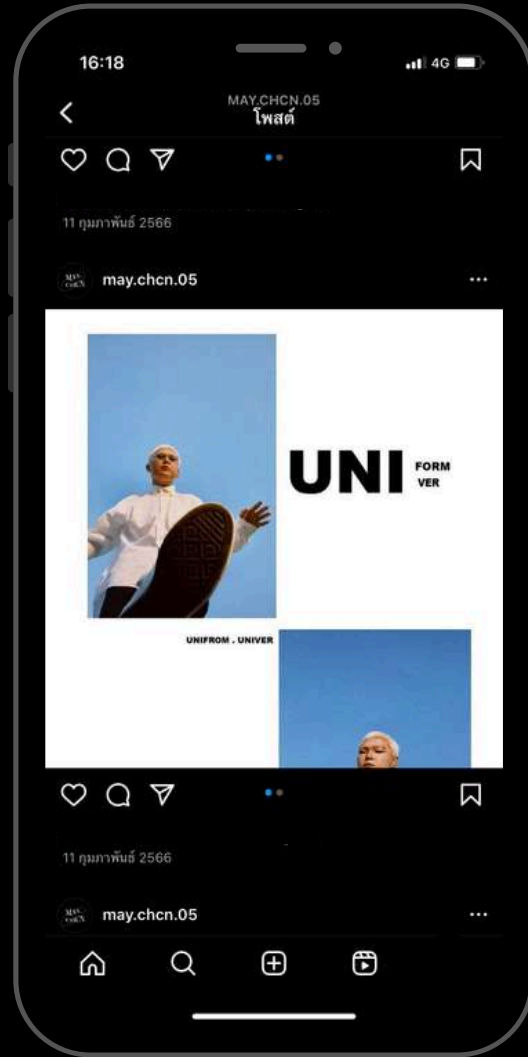 16:18
4G
MAY.CHCN.05
โพสต์
11 กุมภาพันธ์ 2566
may.chcn.05
UNI
FORM
VER
UNIFROM . UNIVER
11 กุมภาพันธ์ 2566
may.chcn.05